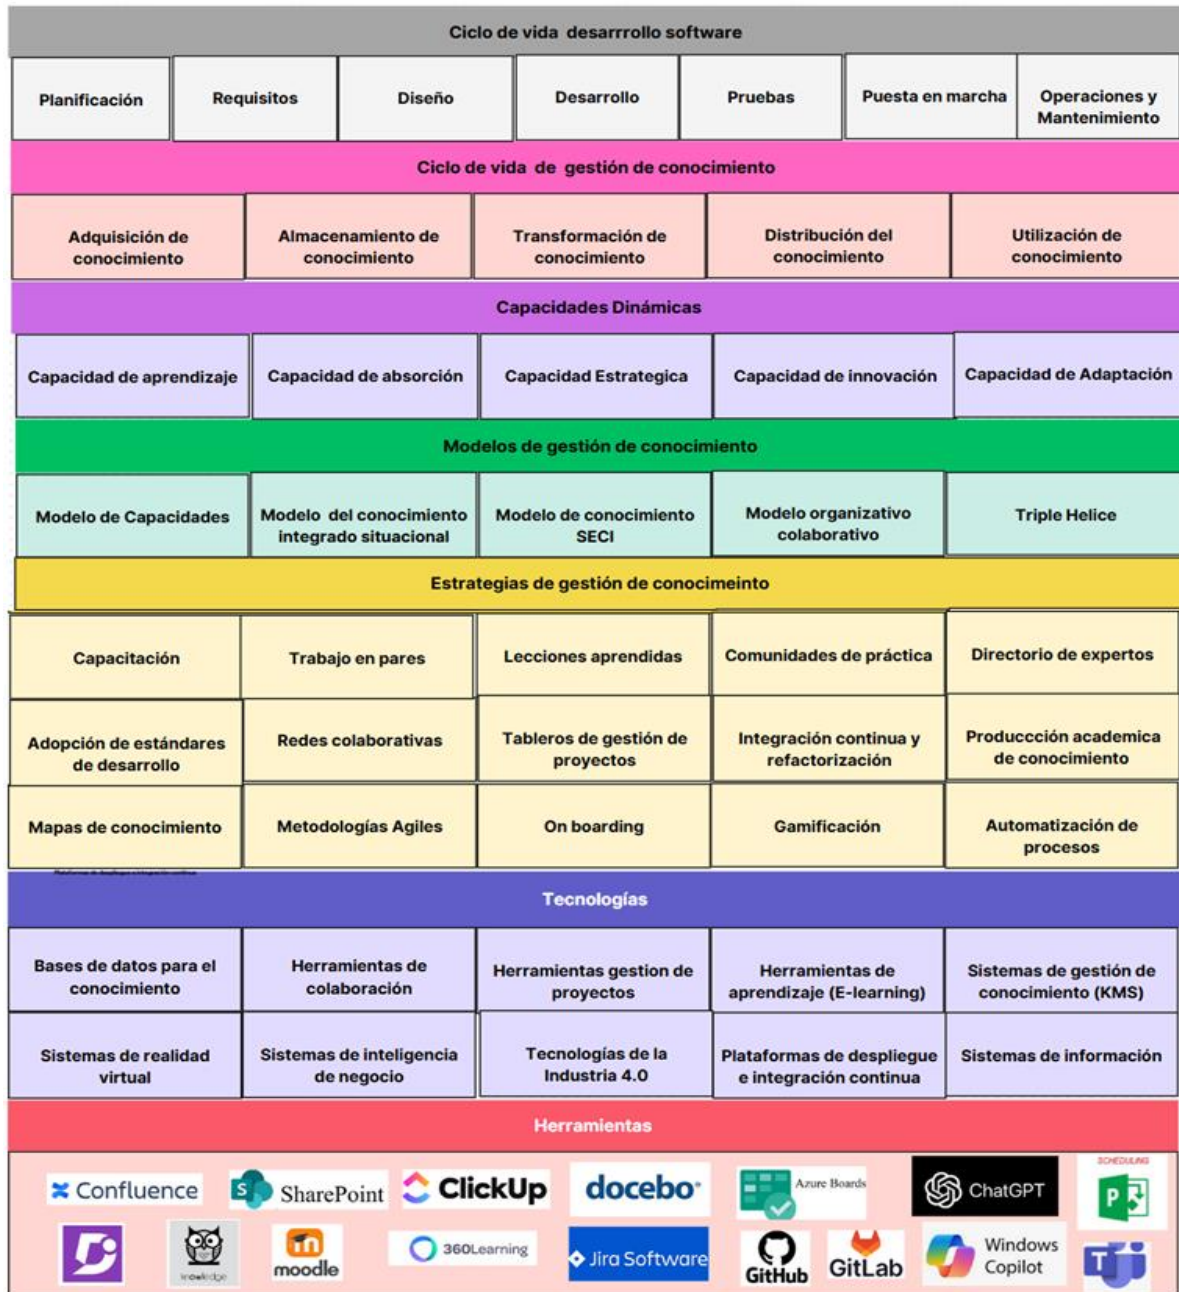 Ciclo de vida desarrrollo software
Planificación
Requisitos
Diseño
Desarrollo
Pruebas
Puesta en marcha
Operaciones y
Mantenimiento
Ciclo de vida de gestión de conocimiento
Adquisición de
conocimiento
Almacenamiento de
conocimiento
Transformación de
conocimiento
Distribución del
conocimiento
Utilización de
conocimiento
Capacidades Dinámicas
Capacidad de aprendizaje
Capacidad de absorción
Capacidad Estrategica
Capacidad de innovación
Capacidad de Adaptación
Modelos de gestión de conocimiento
Modelo de Capacidades
Modelo del conocimiento
integrado situacional
Modelo de conocimiento
SECI
Modelo organizativo
colaborativo
Triple Helice
Estrategias de gestión de conocimeinto
Capacitación
Trabajo en pares
Lecciones aprendidas
Comunidades de práctica
Directorio de expertos
Adopción de estándares
de desarrollo
Redes colaborativas
Tableros de gestión de
proyectos
Integración continua y
refactorización
Produccción academica
de conocimiento
Mapas de conocimiento
Metodologías Agiles
On boarding
Gamificación
Automatización de
procesos
Plataformas de despliegue e integración continua
Tecnologías
Bases de datos para el
conocimiento
Herramientas de
colaboración
Herramientas gestion de
proyectos
Herramientas de
aprendizaje (E-learning)
Sistemas de gestión de
conocimiento (KMS)
Sistemas de realidad
virtual
Sistemas de inteligencia
de negocio
Tecnologías de la
Industria 4.0
Plataformas de despliegue
e integración continua
Sistemas de información
Herramientas
Confluence
SharePoint
ClickUp
docebo
Azure Boards
ChatGPT
SCHEDULING
knowledge
moodle
360Learning
Jira Software
GitHub
GitLab
Windows
Copilot